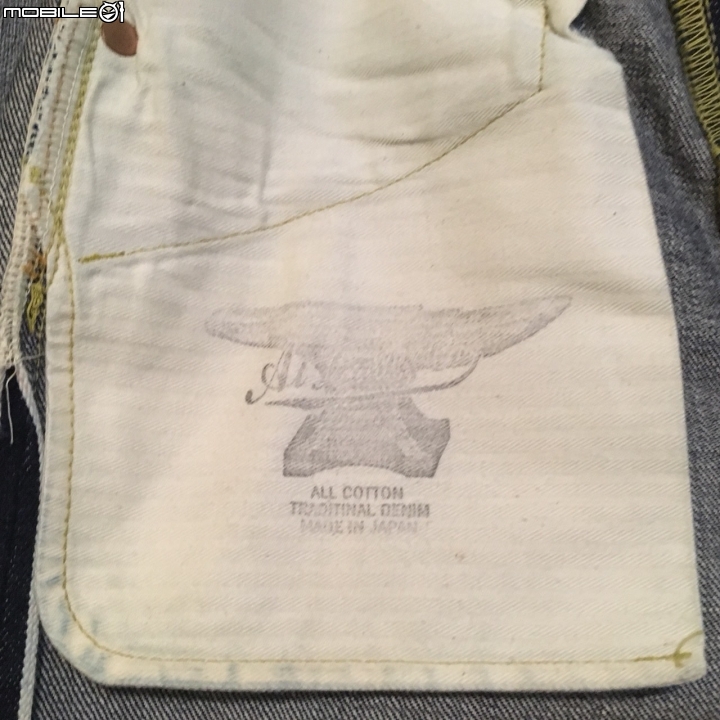 MOBILE01
ALL COTTON
TRADITINAL DENIM
MADE IN JAPAN